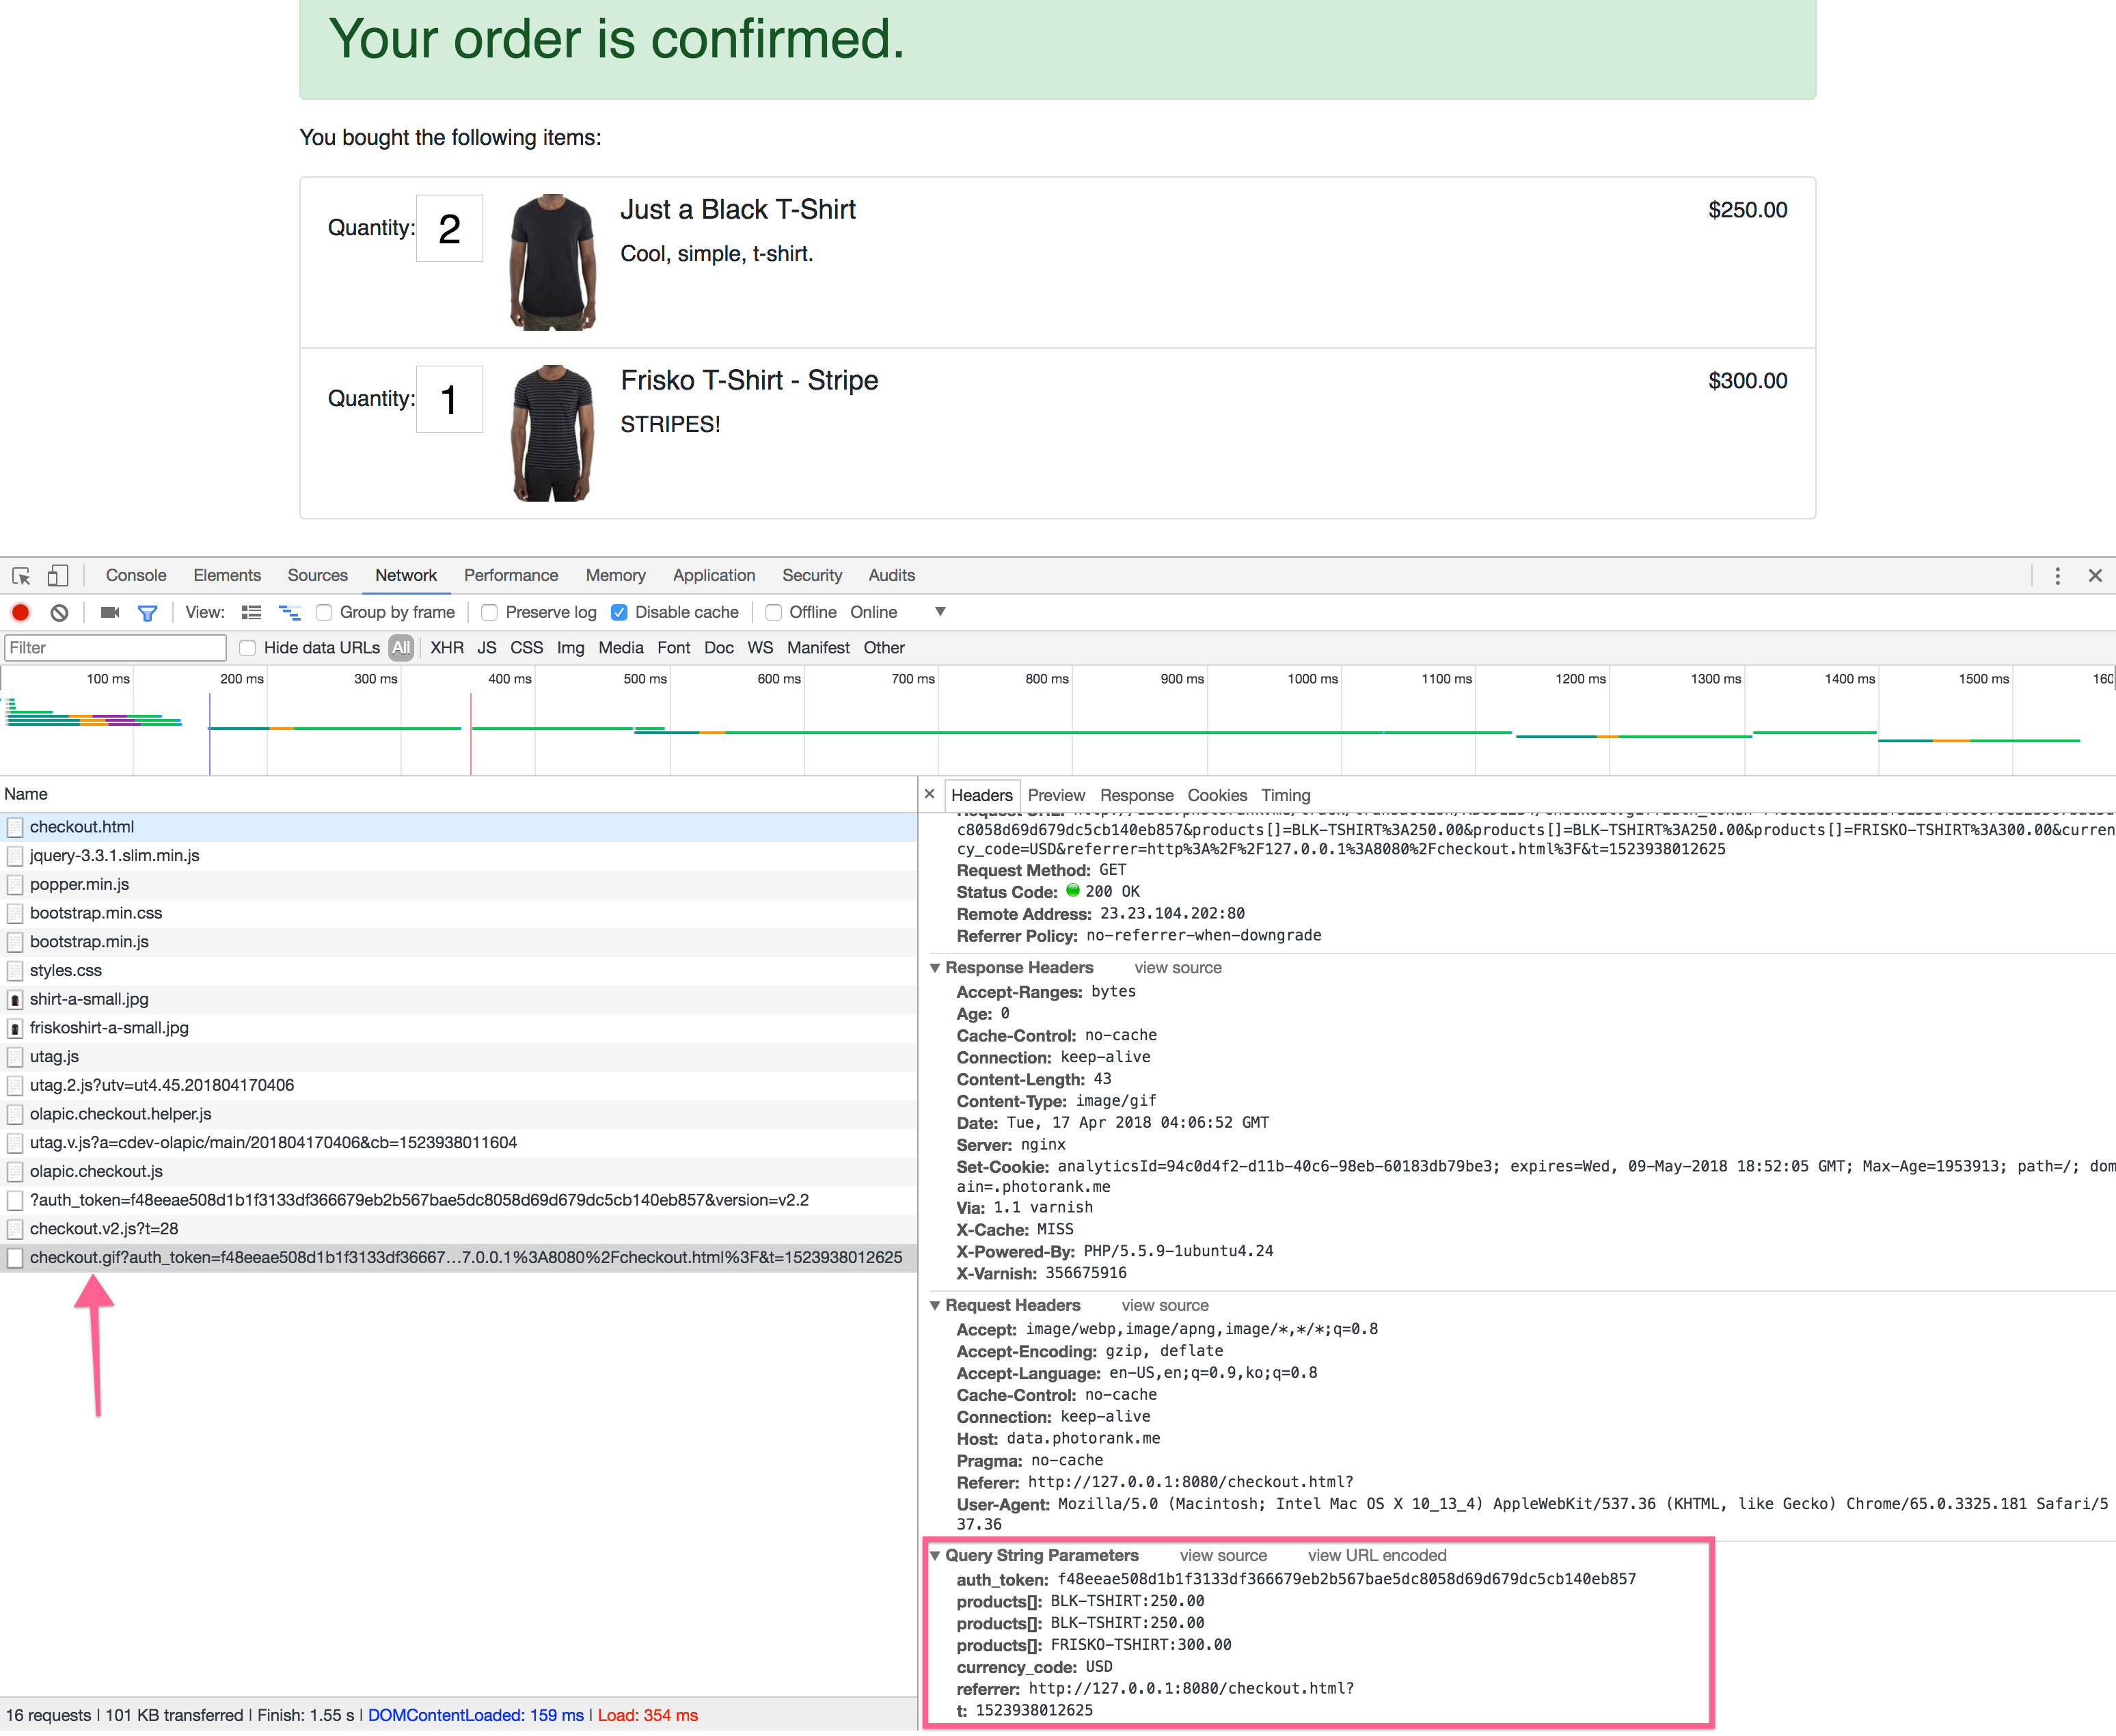 Your order is confirmed.
You bought the following items:
Quantity: 2 Just a Black T-Shirt $250.00
Cool, simple, t-shirt.
Quantity: 1 Frisko T-Shirt - Stripe $300.00
STRIPES!
Console Elements Sources Network Performance Memory Application Security Audits
View: Group by frame Preserve log Disable cache Offline Online
Filter Hide data URLs All XHR JS CSS Img Media Font Doc WS Manifest Other
100 ms 200 ms 300 ms 400 ms 500 ms 600 ms 700 ms 800 ms 900 ms 1000 ms 1100 ms 1200 ms 1300 ms 1400 ms 1500 ms 160
Name
checkout.html
jquery-3.3.1.slim.min.js
popper.min.js
bootstrap.min.css
bootstrap.min.js
styles.css
shirt-a-small.jpg
friskoshirt-a-small.jpg
utag.js
utag.2.js?utv=ut4.45.201804170406
olapic.checkout.helper.js
utag.v.js?a=cdev-olapic/main/201804170406&cb=1523938011604
olapic.checkout.js
?auth_token=f48eeae508d1b1f3133df366679eb2b567bae5dc8058d69d679dc5cb140eb857&version=v2.2
checkout.v2.js?t=28
checkout.gif?auth_token=f48eeae508d1b1f3133df36667…7.0.0.1%3A8080%2Fcheckout.html%3F&t=1523938012625
16 requests | 101 KB transferred | Finish: 1.55 s | DOMContentLoaded: 159 ms | Load: 354 ms
Headers Preview Response Cookies Timing
c8058d69d679dc5cb140eb857&products[]=BLK-TSHIRT%3A250.00&products[]=BLK-TSHIRT%3A250.00&products[]=FRISKO-TSHIRT%3A300.00&curren
cy_code=USD&referrer=http%3A%2F%2F127.0.0.1%3A8080%2Fcheckout.html%3F&t=1523938012625
Request Method: GET
Status Code: 200 OK
Remote Address: 23.23.104.202:80
Referrer Policy: no-referrer-when-downgrade
Response Headers view source
Accept-Ranges: bytes
Age: 0
Cache-Control: no-cache
Connection: keep-alive
Content-Length: 43
Content-Type: image/gif
Date: Tue, 17 Apr 2018 04:06:52 GMT
Server: nginx
Set-Cookie: analyticsId=94c0d4f2-d11b-40c6-98eb-60183db79be3; expires=Wed, 09-May-2018 18:52:05 GMT; Max-Age=1953913; path=/; dom
ain=.photorank.me
Via: 1.1 varnish
X-Cache: MISS
X-Powered-By: PHP/5.5.9-1ubuntu4.24
X-Varnish: 356675916
Request Headers view source
Accept: image/webp,image/apng,image/*,*/*;q=0.8
Accept-Encoding: gzip, deflate
Accept-Language: en-US,en;q=0.9,ko;q=0.8
Cache-Control: no-cache
Connection: keep-alive
Host: data.photorank.me
Pragma: no-cache
Referer: http://127.0.0.1:8080/checkout.html?
User-Agent: Mozilla/5.0 (Macintosh; Intel Mac OS X 10_13_4) AppleWebKit/537.36 (KHTML, like Gecko) Chrome/65.0.3325.181 Safari/5
37.36
Query String Parameters view source view URL encoded
auth_token: f48eeae508d1b1f3133df366679eb2b567bae5dc8058d69d679dc5cb140eb857
products[]: BLK-TSHIRT:250.00
products[]: BLK-TSHIRT:250.00
products[]: FRISKO-TSHIRT:300.00
currency_code: USD
referrer: http://127.0.0.1:8080/checkout.html?
t: 1523938012625